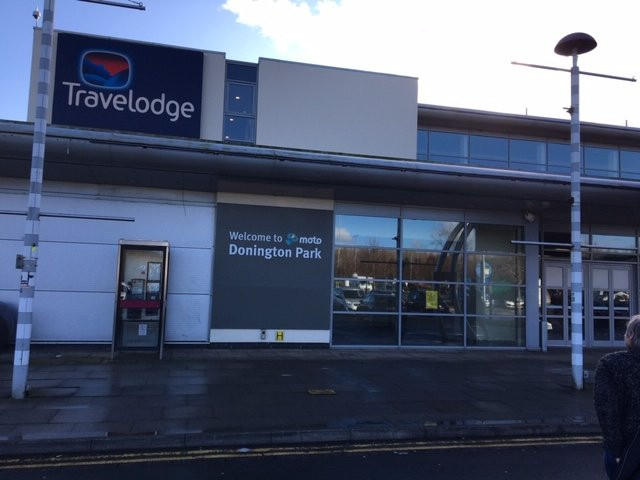 Travelodge
Welcome to moto
Donington Park
H